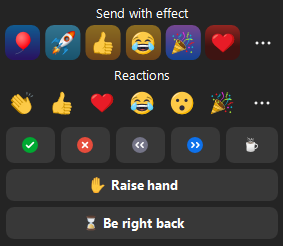 Send with effect
Reactions
Raise hand
Be right back